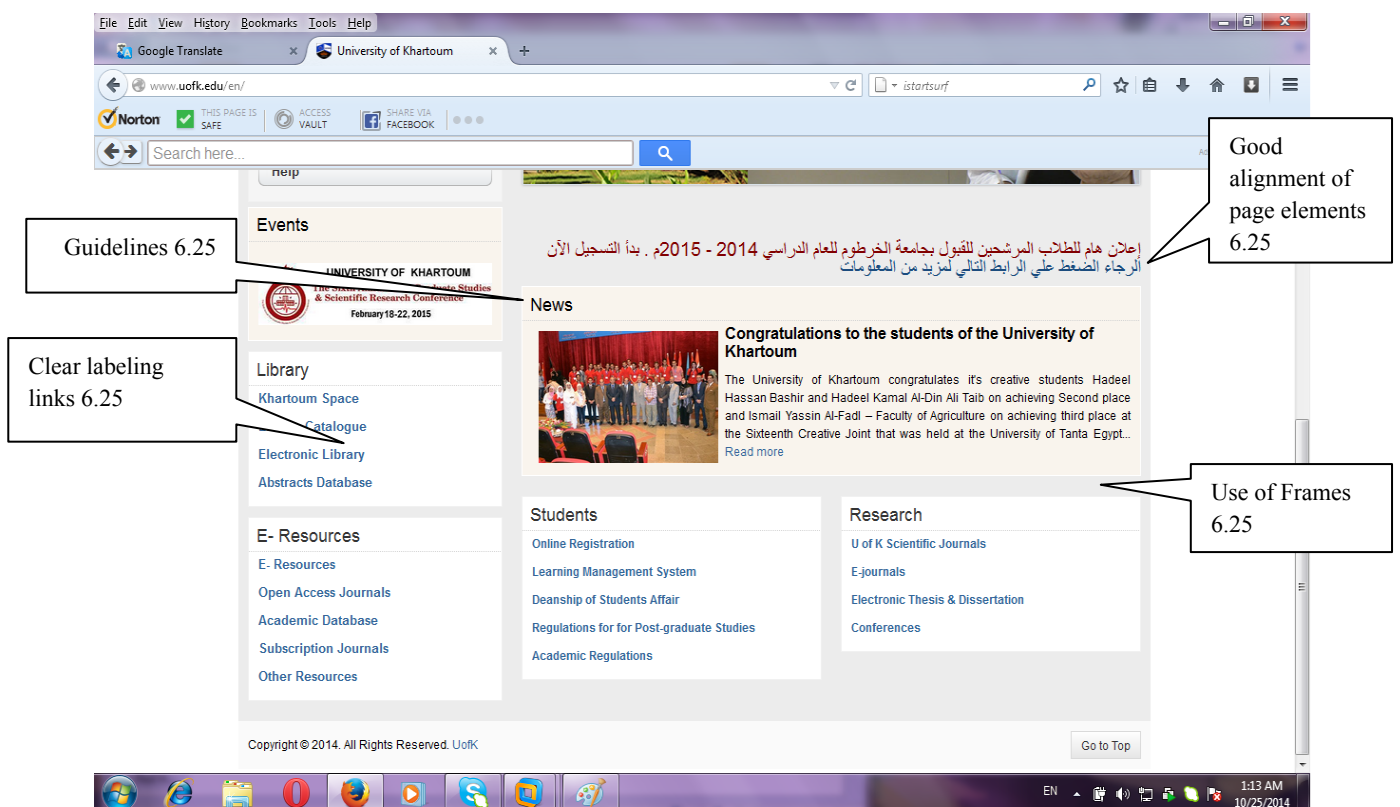 File Edit View History Bookmarks Tools Help
Google Translate
University of Khartoum
www.uofk.edu/en/
istartsurf
Norton
THIS PAGE IS
SAFE
ACCESS
VAULT
SHARE VIA
FACEBOOK
Search here...
Help
Good
alignment of
page elements
6.25
Guidelines 6.25
Clear labeling
links 6.25
Use of Frames
6.25
Events
UNIVERSITY OF KHARTOUM
Graduate Studies
& Scientific Research Conference
February 18-22, 2015
Library
Khartoum Space
Catalogue
Electronic Library
Abstracts Database
E- Resources
E- Resources
Open Access Journals
Academic Database
Subscription Journals
Other Resources
إعلان هام للطلاب المرشحين للقبول بجامعة الخرطوم للعام الدراسي 2014 - 2015م . بدأ التسجيل الآن
الرجاء الضغط علي الرابط التالي لمزيد من المعلومات
News
Congratulations to the students of the University of
Khartoum
The University of Khartoum congratulates it's creative students Hadeel
Hassan Bashir and Hadeel Kamal Al-Din Ali Taib on achieving Second place
and Ismail Yassin Al-Fadl – Faculty of Agriculture on achieving third place at
the Sixteenth Creative Joint that was held at the University of Tanta Egypt...
Read more
Students
Online Registration
Learning Management System
Deanship of Students Affair
Regulations for for Post-graduate Studies
Academic Regulations
Research
U of K Scientific Journals
E-journals
Electronic Thesis & Dissertation
Conferences
Copyright © 2014. All Rights Reserved. UofK
Go to Top
EN
1:13 AM
10/25/2014